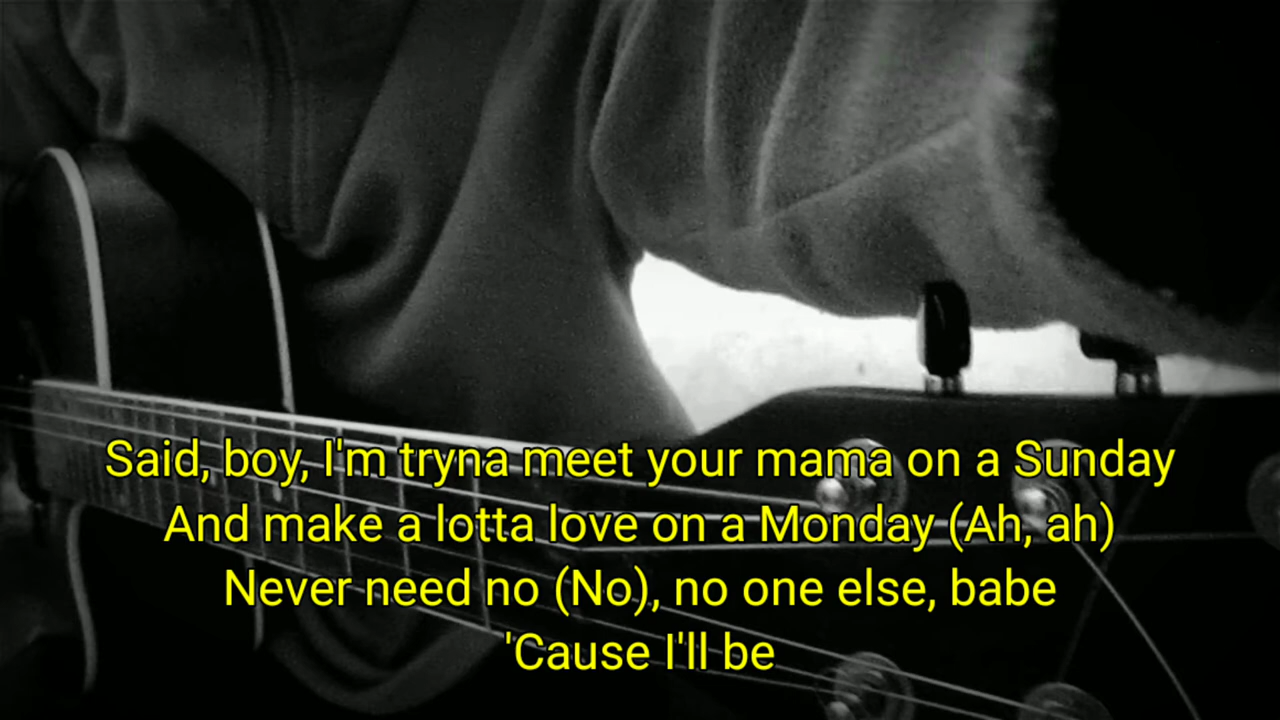 Said, boy, I'm tryna meet your mama on a Sunday
And make a lotta love on a Monday (Ah, ah)
Never need no (No), no one else, babe
'Cause I'll be